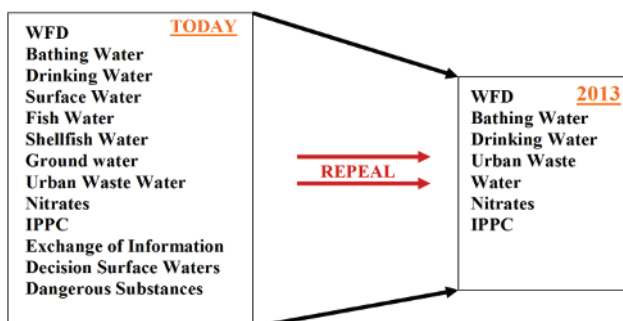 TODAY
WFD
Bathing Water
Drinking Water
Surface Water
Fish Water
Shellfish Water
Ground water
Urban Waste Water
Nitrates
IPPC
Exchange of Information
Decision Surface Waters
Dangerous Substances
REPEAL
2013
WFD
Bathing Water
Drinking Water
Urban Waste
Water
Nitrates
IPPC